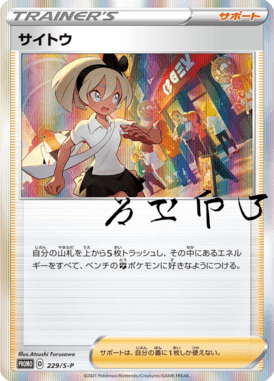 TRAINER'S サポート
サイトウ
自分の山札から5枚トラッシュし、その中にあるエネル
ギーをすべて、ベンチの ポケモンに好きなようにつける。
Illus.Atsushi Furusawa
PROMO D 229/S-P
サポートは、自分の番に1枚しか使えない。
©2021 Pokémon/Nintendo/Creatures/GAME FREAK.